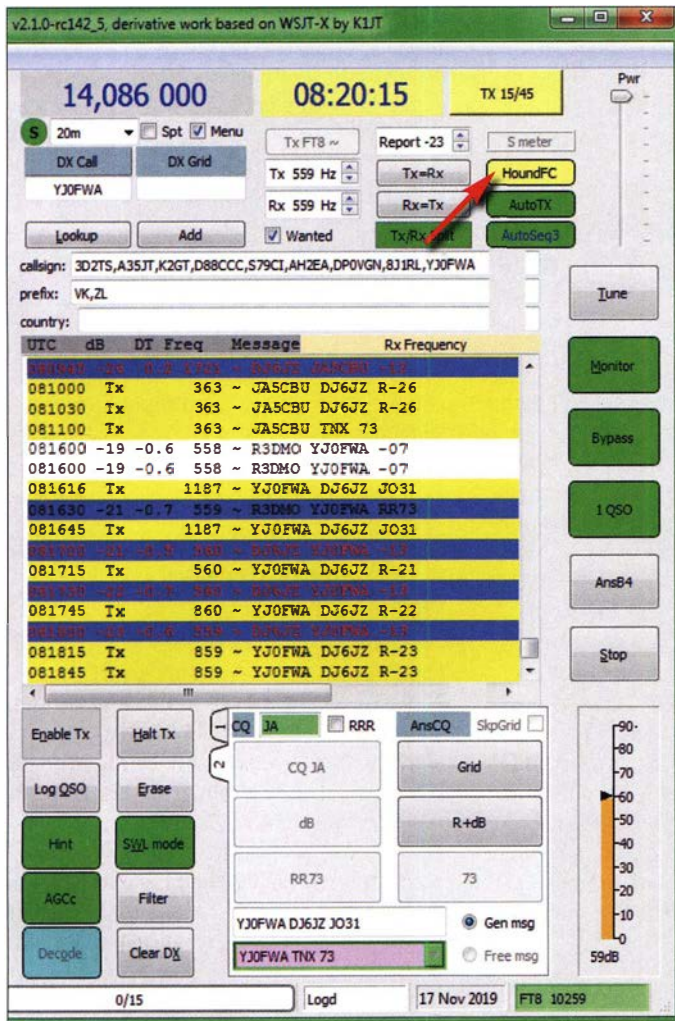 v2.1.0-rc142_5, derivative work based on WSJT-X by K1JT
14,086 000
08:20:15
TX 15/45
Pwr
S
20m
Spt
Menu
Tx FT8 ~
Report -23
S meter
DX Call
DX Grid
Tx 559 Hz
Tx=Rx
HoundFC
YJ0FWA
Rx 559 Hz
Rx=Tx
AutoTX
Lookup
Add
Wanted
Tx/Rx Split
AutoSeq3
callsign: 3D2TS,A35JT,K2GT,D88CCC,S79CI,AH2EA,DP0VGN,8J1RL,YJ0FWA
prefix: VK,ZL
Tune
country:
UTC dB DT Freq Message Rx Frequency
Monitor
081000 Tx 363 ~ JA5CBU DJ6JZ R-26
081030 Tx 363 ~ JA5CBU DJ6JZ R-26
081100 Tx 363 ~ JA5CBU TNX 73
Bypass
081600 -19 -0.6 558 ~ R3DMO YJ0FWA -07
081600 -19 -0.6 558 ~ R3DMO YJ0FWA -07
081616 Tx 1187 ~ YJ0FWA DJ6JZ JO31
081630 -21 -0.7 559 ~ R3DMO YJ0FWA RR73
1 QSO
081645 Tx 1187 ~ YJ0FWA DJ6JZ JO31
081715 Tx 560 ~ YJ0FWA DJ6JZ R-21
AnsB4
081745 Tx 860 ~ YJ0FWA DJ6JZ R-22
081815 Tx 859 ~ YJ0FWA DJ6JZ R-23
Stop
081845 Tx 859 ~ YJ0FWA DJ6JZ R-23
Enable Tx
Halt Tx
1
2
CQ
JA
RRR
AnsCQ
SkpGrid
CQ JA
Grid
Log QSO
Erase
dB
R+dB
Hint
SWL mode
RR73
73
AGCc
Filter
YJ0FWA DJ6JZ JO31
Gen msg
Decode
Clear DX
YJ0FWA TNX 73
Free msg
90
80
70
60
50
40
30
20
10
0
59dB
0/15
Logd
17 Nov 2019
FT8 10259